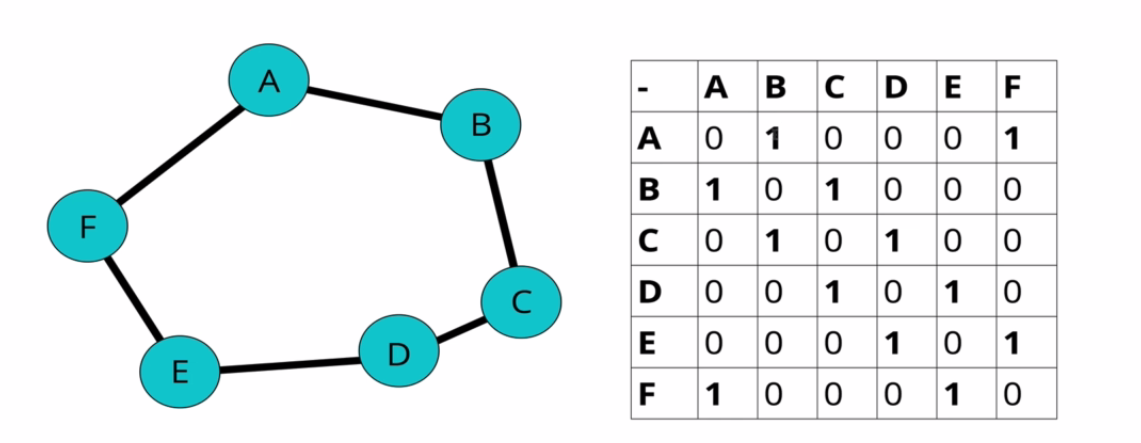 A
B
F
C
D
E
- A B C D E F
A 0 1 0 0 0 1
B 1 0 1 0 0 0
C 0 1 0 1 0 0
D 0 0 1 0 1 0
E 0 0 0 1 0 1
F 1 0 0 0 1 0